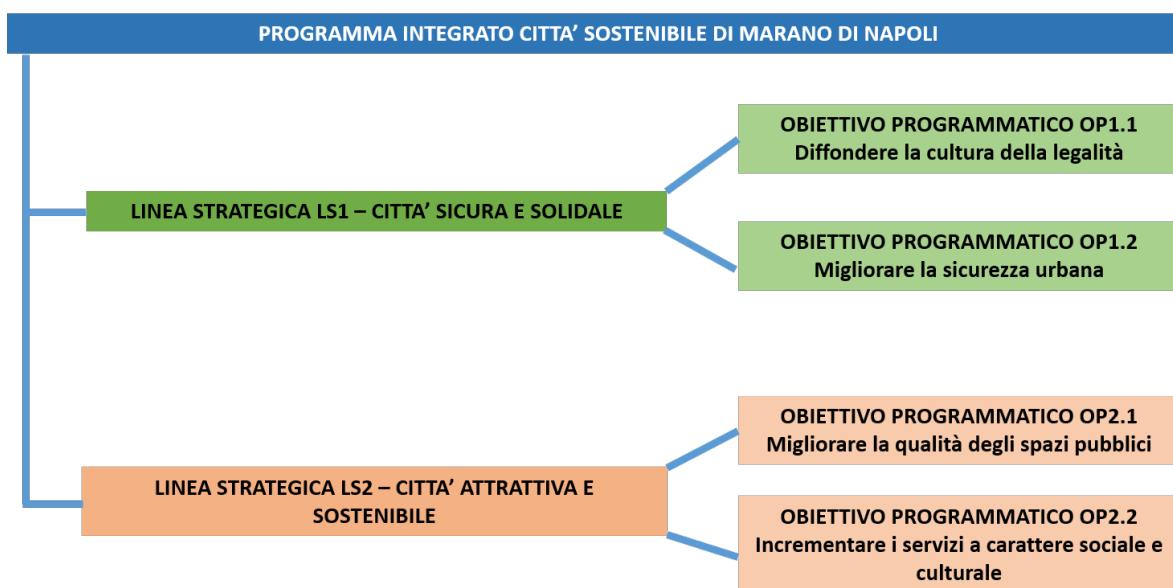 PROGRAMMA INTEGRATO CITTA’ SOSTENIBILE DI MARANO DI NAPOLI
LINEA STRATEGICA LS1 – CITTA’ SICURA E SOLIDALE
OBIETTIVO PROGRAMMATICO OP1.1
Diffondere la cultura della legalità
OBIETTIVO PROGRAMMATICO OP1.2
Migliorare la sicurezza urbana
LINEA STRATEGICA LS2 – CITTA’ ATTRATTIVA E
SOSTENIBILE
OBIETTIVO PROGRAMMATICO OP2.1
Migliorare la qualità degli spazi pubblici
OBIETTIVO PROGRAMMATICO OP2.2
Incrementare i servizi a carattere sociale e
culturale